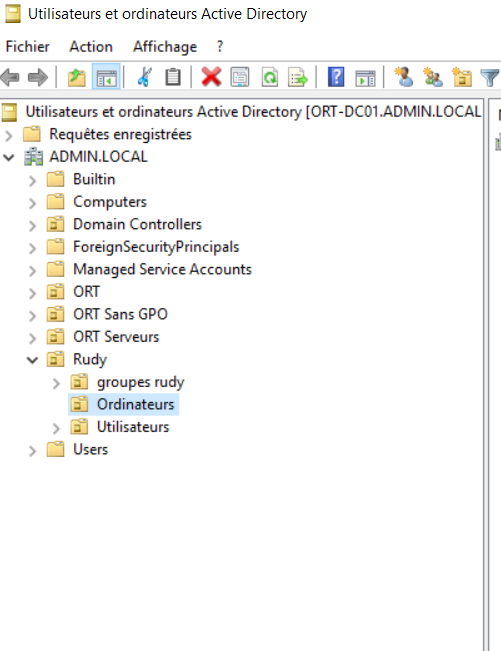 Utilisateurs et ordinateurs Active Directory
Fichier Action Affichage ?
Utilisateurs et ordinateurs Active Directory [ORT-DC01.ADMIN.LOCAL
Requêtes enregistrées
ADMIN.LOCAL
Builtin
Computers
Domain Controllers
ForeignSecurityPrincipals
Managed Service Accounts
ORT
ORT Sans GPO
ORT Serveurs
Rudy
groupes rudy
Ordinateurs
Utilisateurs
Users